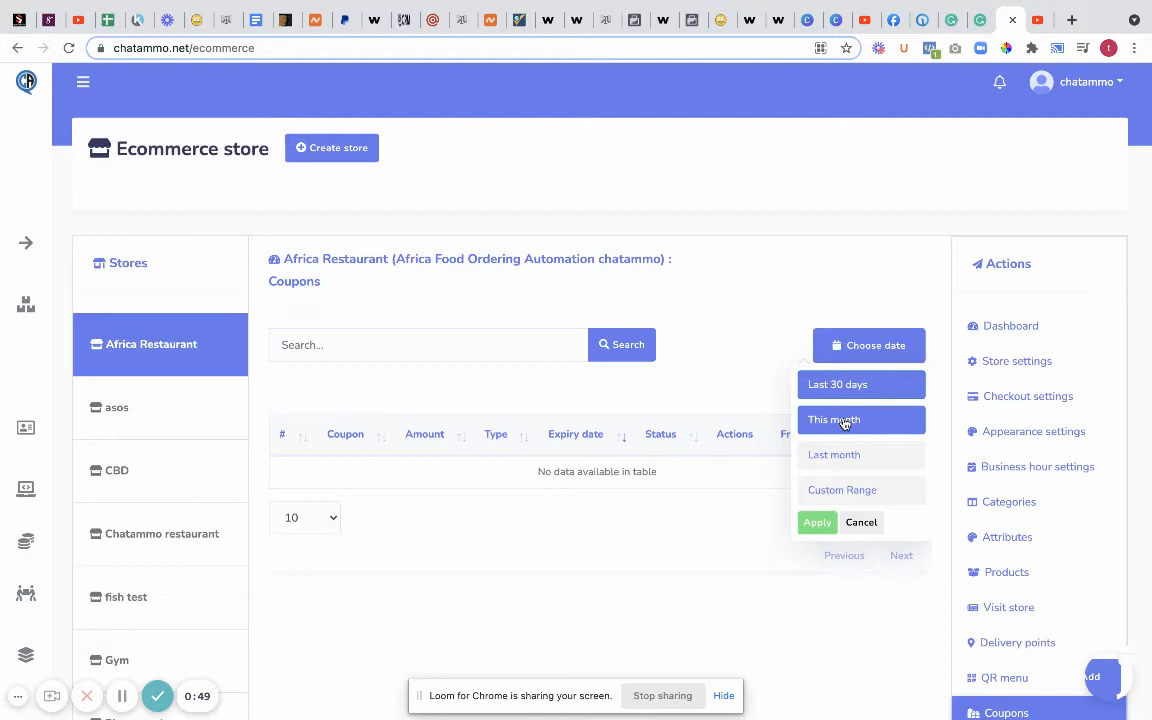 chatammo.net/ecommerce
chatammo
Ecommerce store
Create store
Stores
Africa Restaurant
asos
CBD
Chatammo restaurant
fish test
Gym
Africa Restaurant (Africa Food Ordering Automation chatammo) :
Coupons
Search...
Search
Choose date
Last 30 days
This month
Last month
Custom Range
Apply Cancel
# Coupon Amount Type Expiry date Status Actions Fr
No data available in table
10
Previous Next
Actions
Dashboard
Store settings
Checkout settings
Appearance settings
Business hour settings
Categories
Attributes
Products
Visit store
Delivery points
QR menu
Add
Coupons
0:49
Loom for Chrome is sharing your screen. Stop sharing Hide